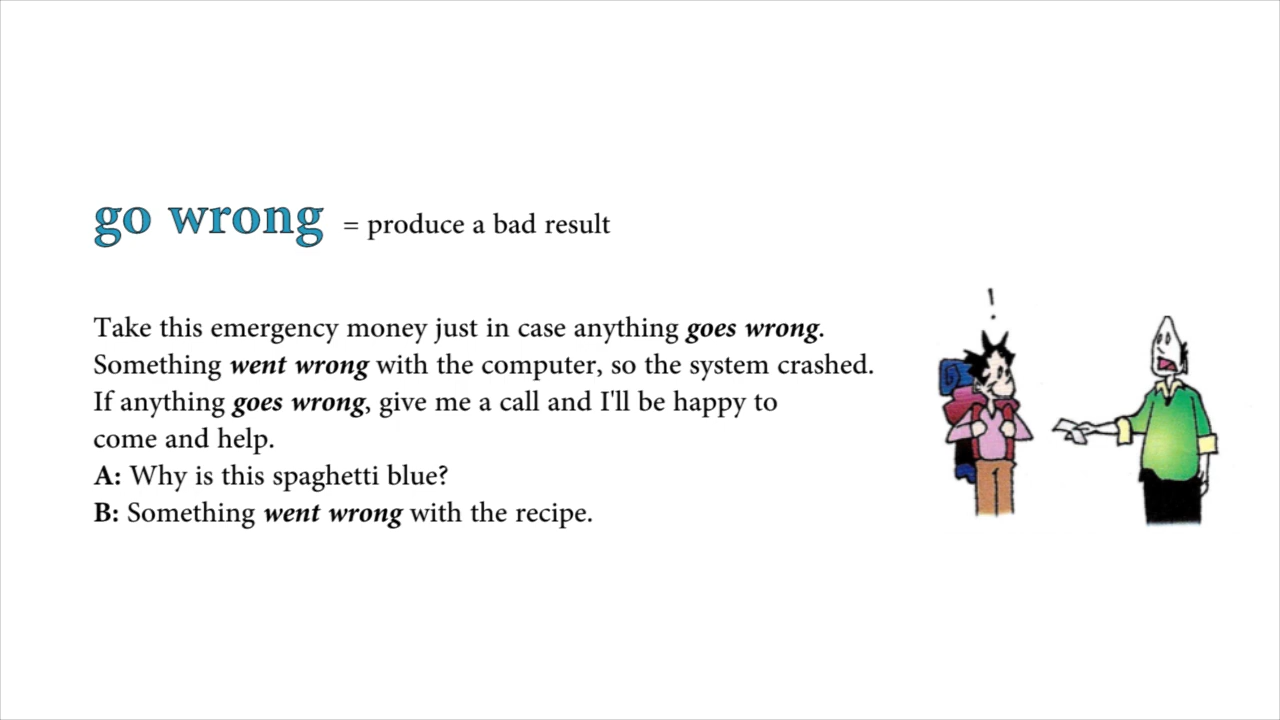 go wrong = produce a bad result
!
Take this emergency money just in case anything goes wrong.
Something went wrong with the computer, so the system crashed.
If anything goes wrong, give me a call and I'll be happy to
come and help.
A: Why is this spaghetti blue?
B: Something went wrong with the recipe.